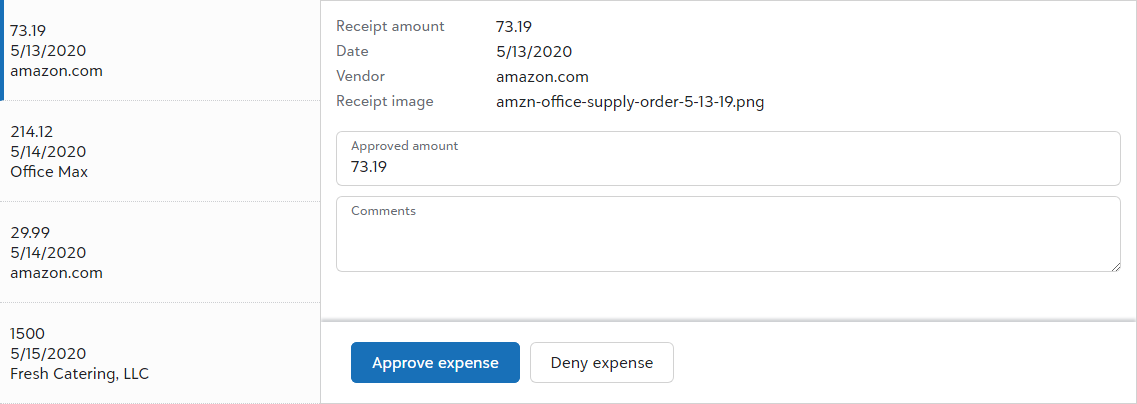 73.19
5/13/2020
amazon.com
214.12
5/14/2020
Office Max
29.99
5/14/2020
amazon.com
1500
5/15/2020
Fresh Catering, LLC
Receipt amount 73.19
Date 5/13/2020
Vendor amazon.com
Receipt image amzn-office-supply-order-5-13-19.png
Approved amount
73.19
Comments
Approve expense Deny expense